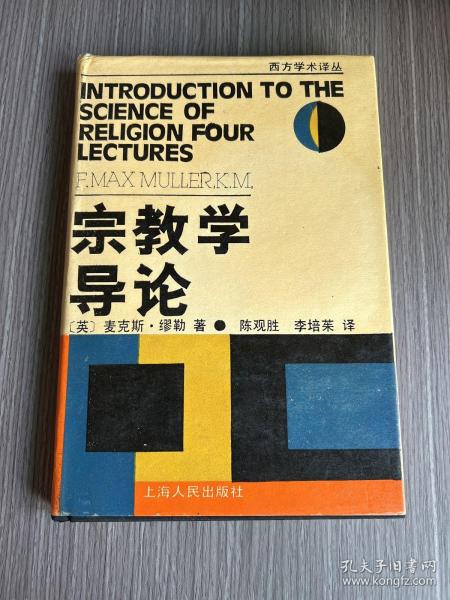 西方学术译丛
INTRODUCTION TO THE
SCIENCE OF
RELIGION FOUR
LECTURES
F.MAX MULLER,K.M.
宗教学
导论
〔英〕麦克斯·缪勒 著 ● 陈观胜 李培茱 译
上海人民出版社
孔夫子旧书网
www.kongfz.com